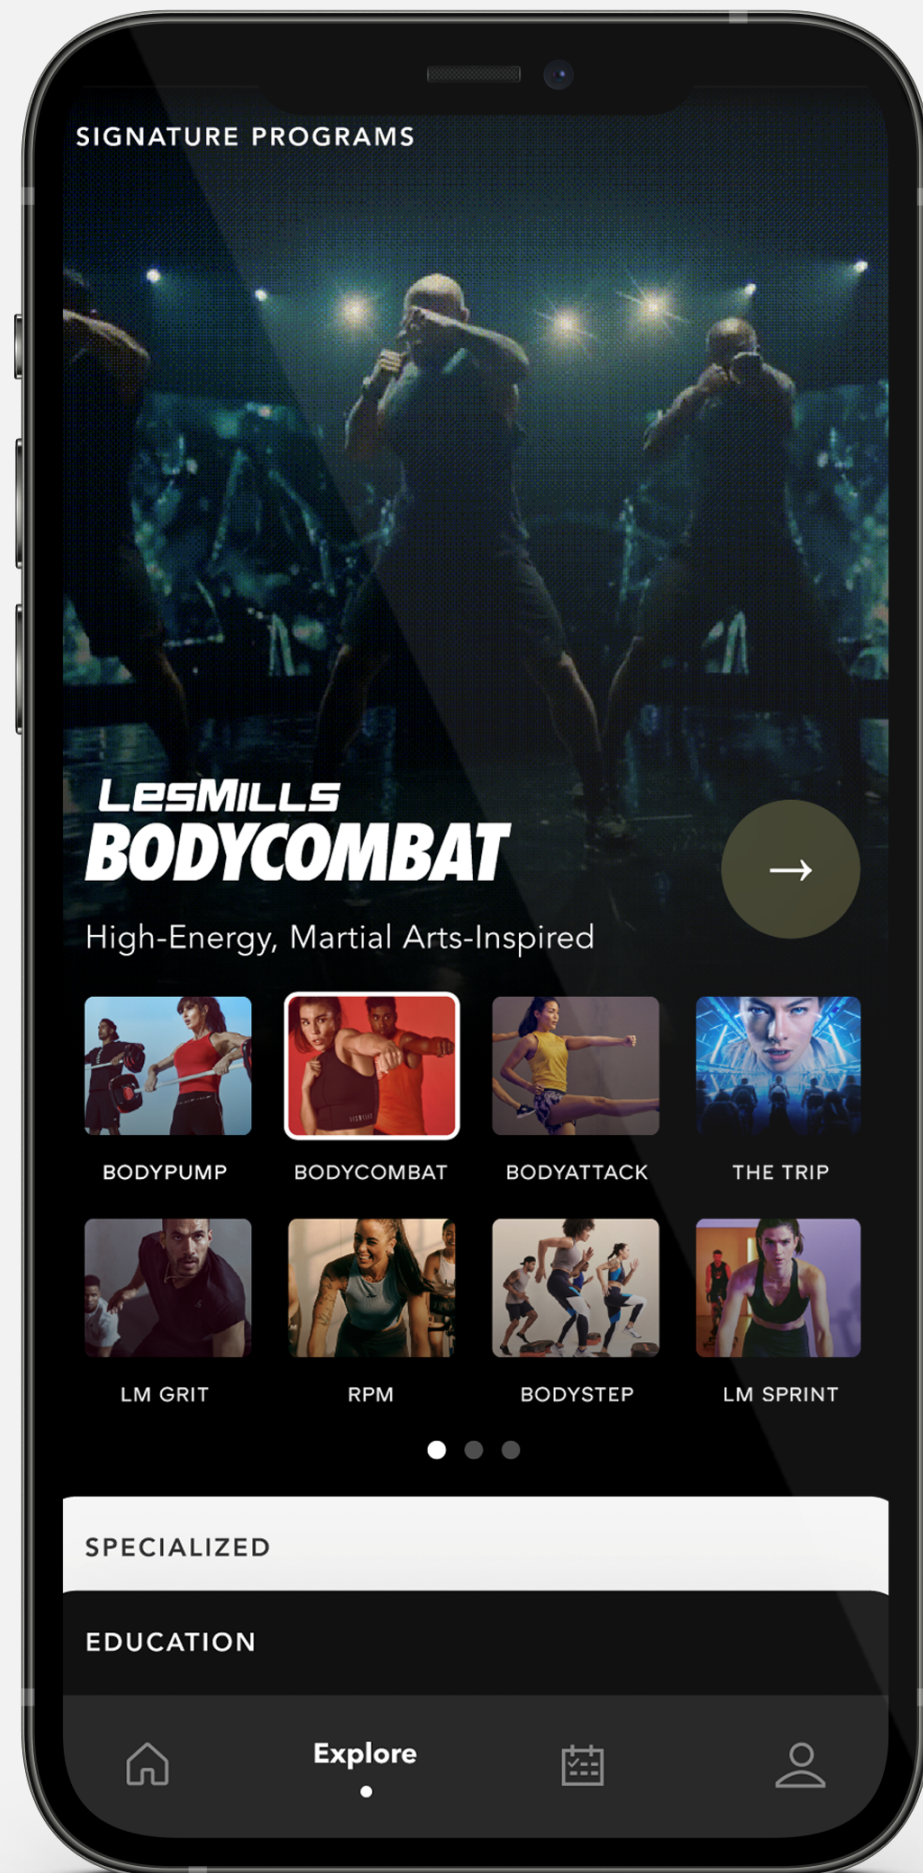 SIGNATURE PROGRAMS
LESMILLS
BODYCOMBAT
→
High-Energy, Martial Arts-Inspired
BODYPUMP BODYCOMBAT BODYATTACK THE TRIP
LM GRIT RPM BODYSTEP LM SPRINT
SPECIALIZED
EDUCATION
Explore